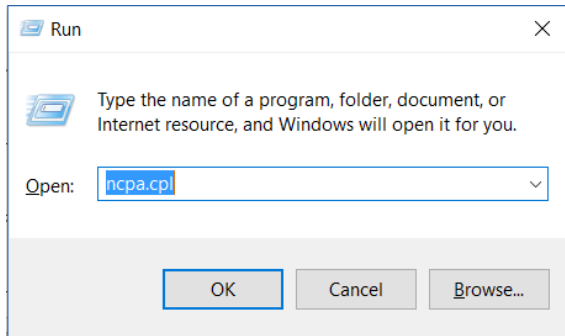 Run
Type the name of a program, folder, document, or
Internet resource, and Windows will open it for you.
Open: ncpa.cpl
OK Cancel Browse...